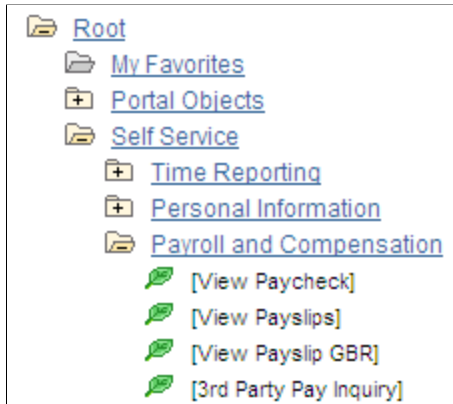 Root
My Favorites
Portal Objects
Self Service
Time Reporting
Personal Information
Payroll and Compensation
[View Paycheck]
[View Payslips]
[View Payslip GBR]
[3rd Party Pay Inquiry]